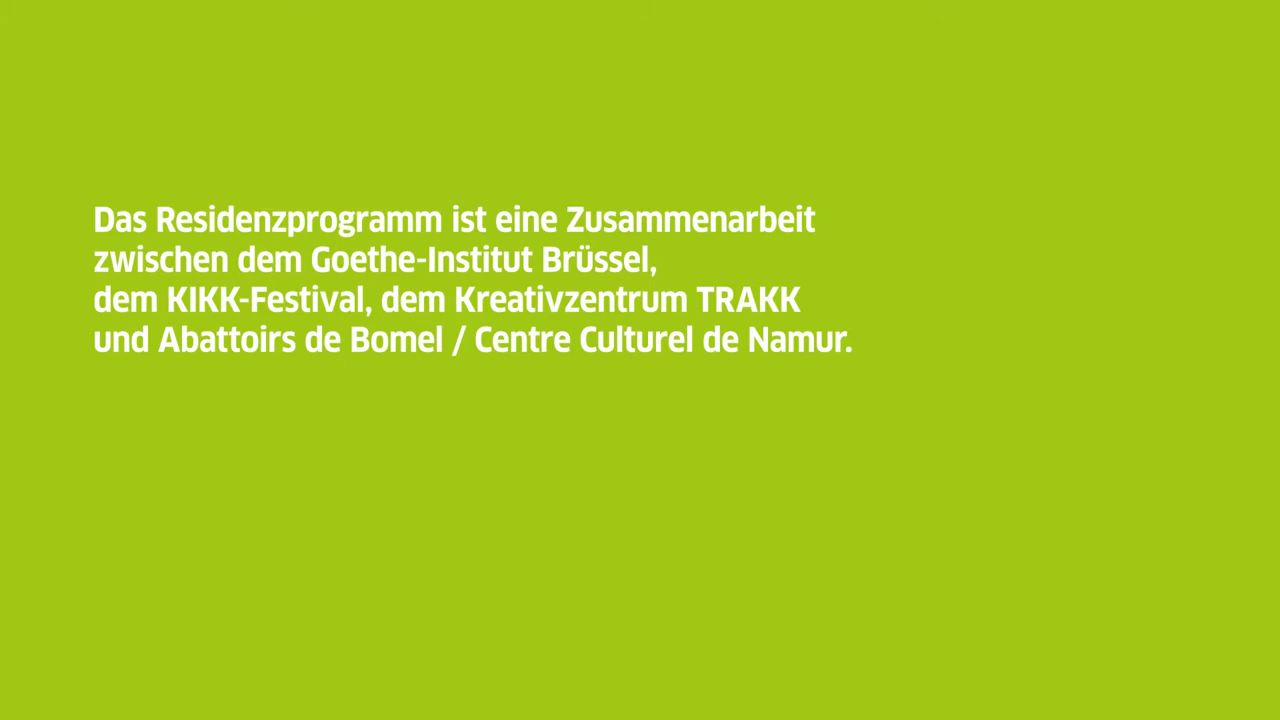 Das Residenzprogramm ist eine Zusammenarbeit
zwischen dem Goethe-Institut Brüssel,
dem KIKK-Festival, dem Kreativzentrum TRAKK
und Abattoirs de Bomel / Centre Culturel de Namur.